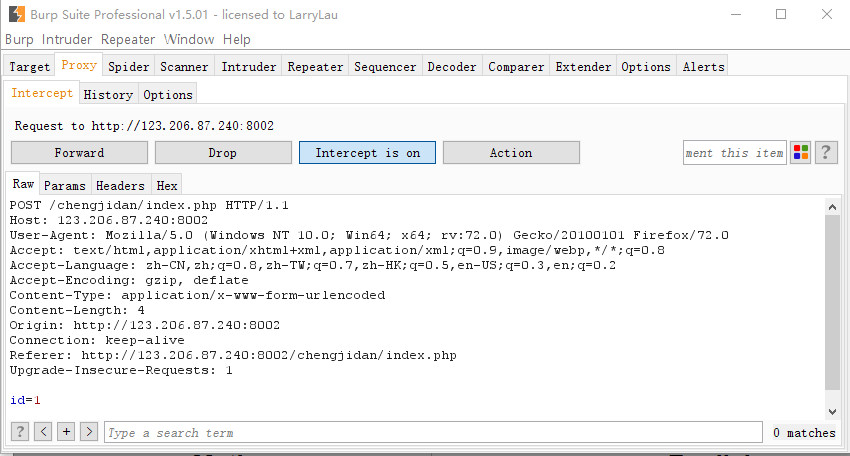 Burp Suite Professional v1.5.01 - licensed to LarryLau
Burp Intruder Repeater Window Help
Target Proxy Spider Scanner Intruder Repeater Sequencer Decoder Comparer Extender Options Alerts
Intercept History Options
Request to http://123.206.87.240:8002
Forward Drop Intercept is on Action ment this item ?
Raw Params Headers Hex
POST /chengjidan/index.php HTTP/1.1
Host: 123.206.87.240:8002
User-Agent: Mozilla/5.0 (Windows NT 10.0; Win64; x64; rv:72.0) Gecko/20100101 Firefox/72.0
Accept: text/html,application/xhtml+xml,application/xml;q=0.9,image/webp,*/*;q=0.8
Accept-Language: zh-CN,zh;q=0.8,zh-TW;q=0.7,zh-HK;q=0.5,en-US;q=0.3,en;q=0.2
Accept-Encoding: gzip, deflate
Content-Type: application/x-www-form-urlencoded
Content-Length: 4
Origin: http://123.206.87.240:8002
Connection: keep-alive
Referer: http://123.206.87.240:8002/chengjidan/index.php
Upgrade-Insecure-Requests: 1
id=1
? < + > Type a search term 0 matches